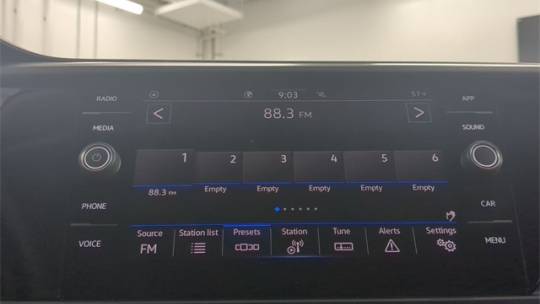 RADIO 9:03 51° APP
< 88.3 FM >
MEDIA SOUND
1 2 3 4 5 6
88.3 FM Empty Empty Empty Empty Empty
PHONE CAR
Source Station list Presets Station Tune Alerts Settings
VOICE FM MENU